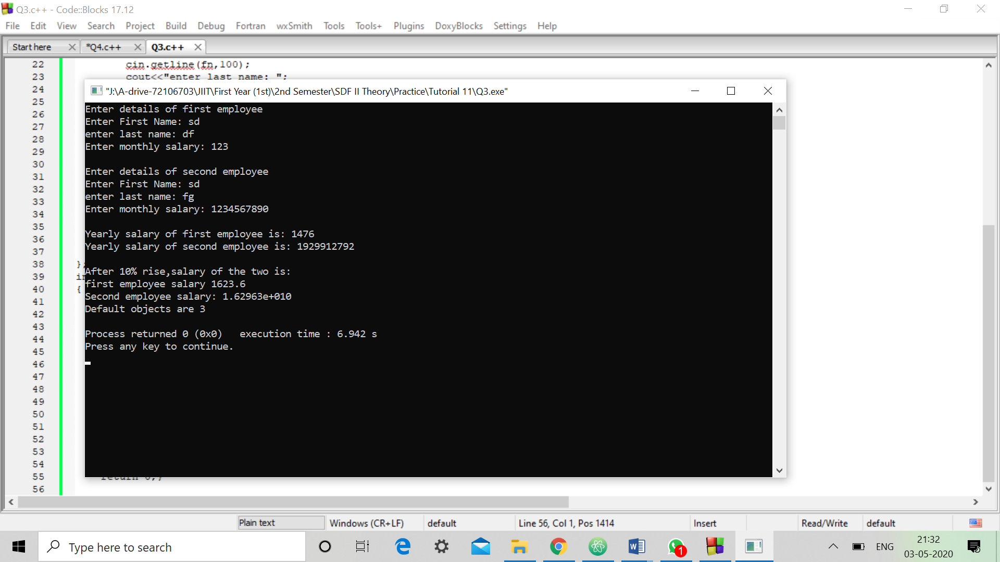 Q3.c++ - Code::Blocks 17.12
File Edit View Search Project Build Debug Fortran wxSmith Tools Tools+ Plugins DoxyBlocks Settings Help
Start here *Q4.c++ Q3.c++
22 cin.getline(fn,100);
23 cout<<"enter last name: ";
"J:\A-drive-72106703\JIIT\First Year (1st)\2nd Semester\SDF II Theory\Practice\Tutorial 11\Q3.exe"
24
25
26
27
28
29
30
31
32
33
34
35
36
37
38 };
39
40 {
41
42
43
44
45
46
47
48
49
50
51
52
53
54
55 return 0;}
56
Enter details of first employee
Enter First Name: sd
enter last name: df
Enter monthly salary: 123
Enter details of second employee
Enter First Name: sd
enter last name: fg
Enter monthly salary: 1234567890
Yearly salary of first employee is: 1476
Yearly salary of second employee is: 1929912792
After 10% rise,salary of the two is:
first employee salary 1623.6
Second employee salary: 1.62963e+010
Default objects are 3
Process returned 0 (0x0)   execution time : 6.942 s
Press any key to continue.
Plain text Windows (CR+LF) default Line 56, Col 1, Pos 1414 Insert Read/Write default
Type here to search
1
ENG
21:32
03-05-2020